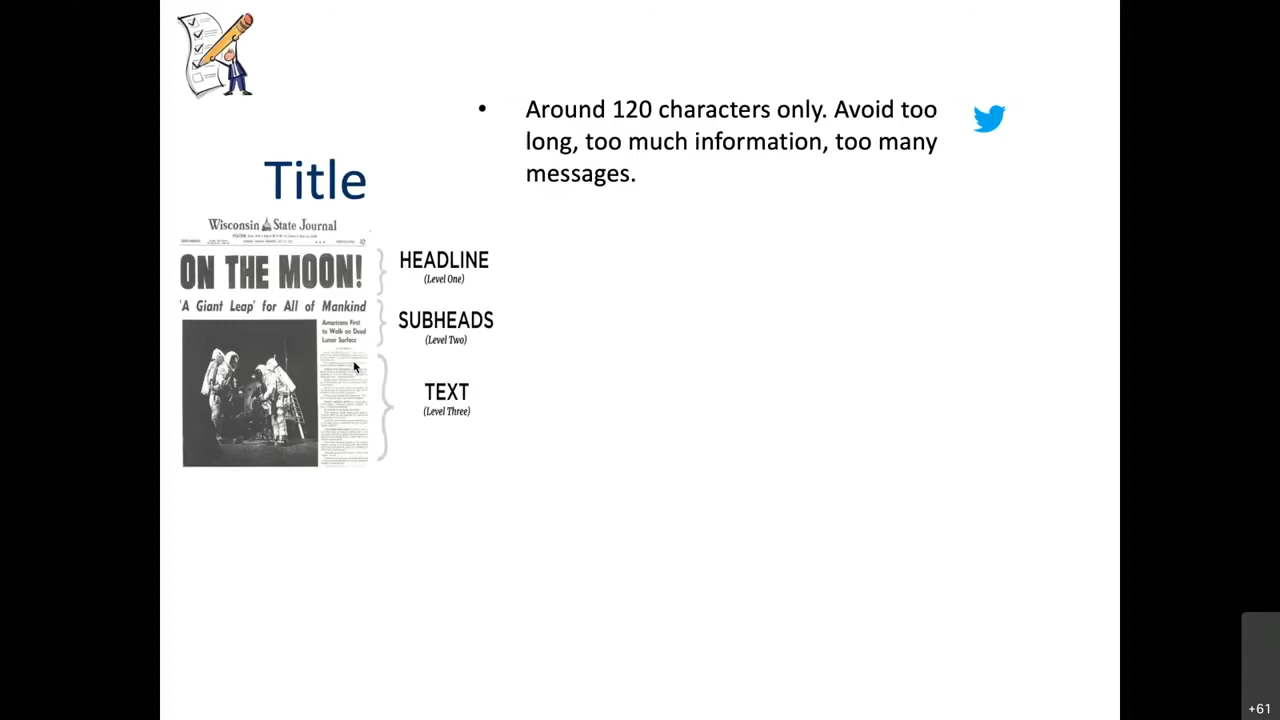 Around 120 characters only. Avoid too
long, too much information, too many
messages.
Title
Wisconsin State Journal
ON THE MOON!
HEADLINE
(Level One)
'A Giant Leap' for All of Mankind
SUBHEADS
(Level Two)
Americans First
to Walk on Dead
Lunar Surface
TEXT
(Level Three)
+61